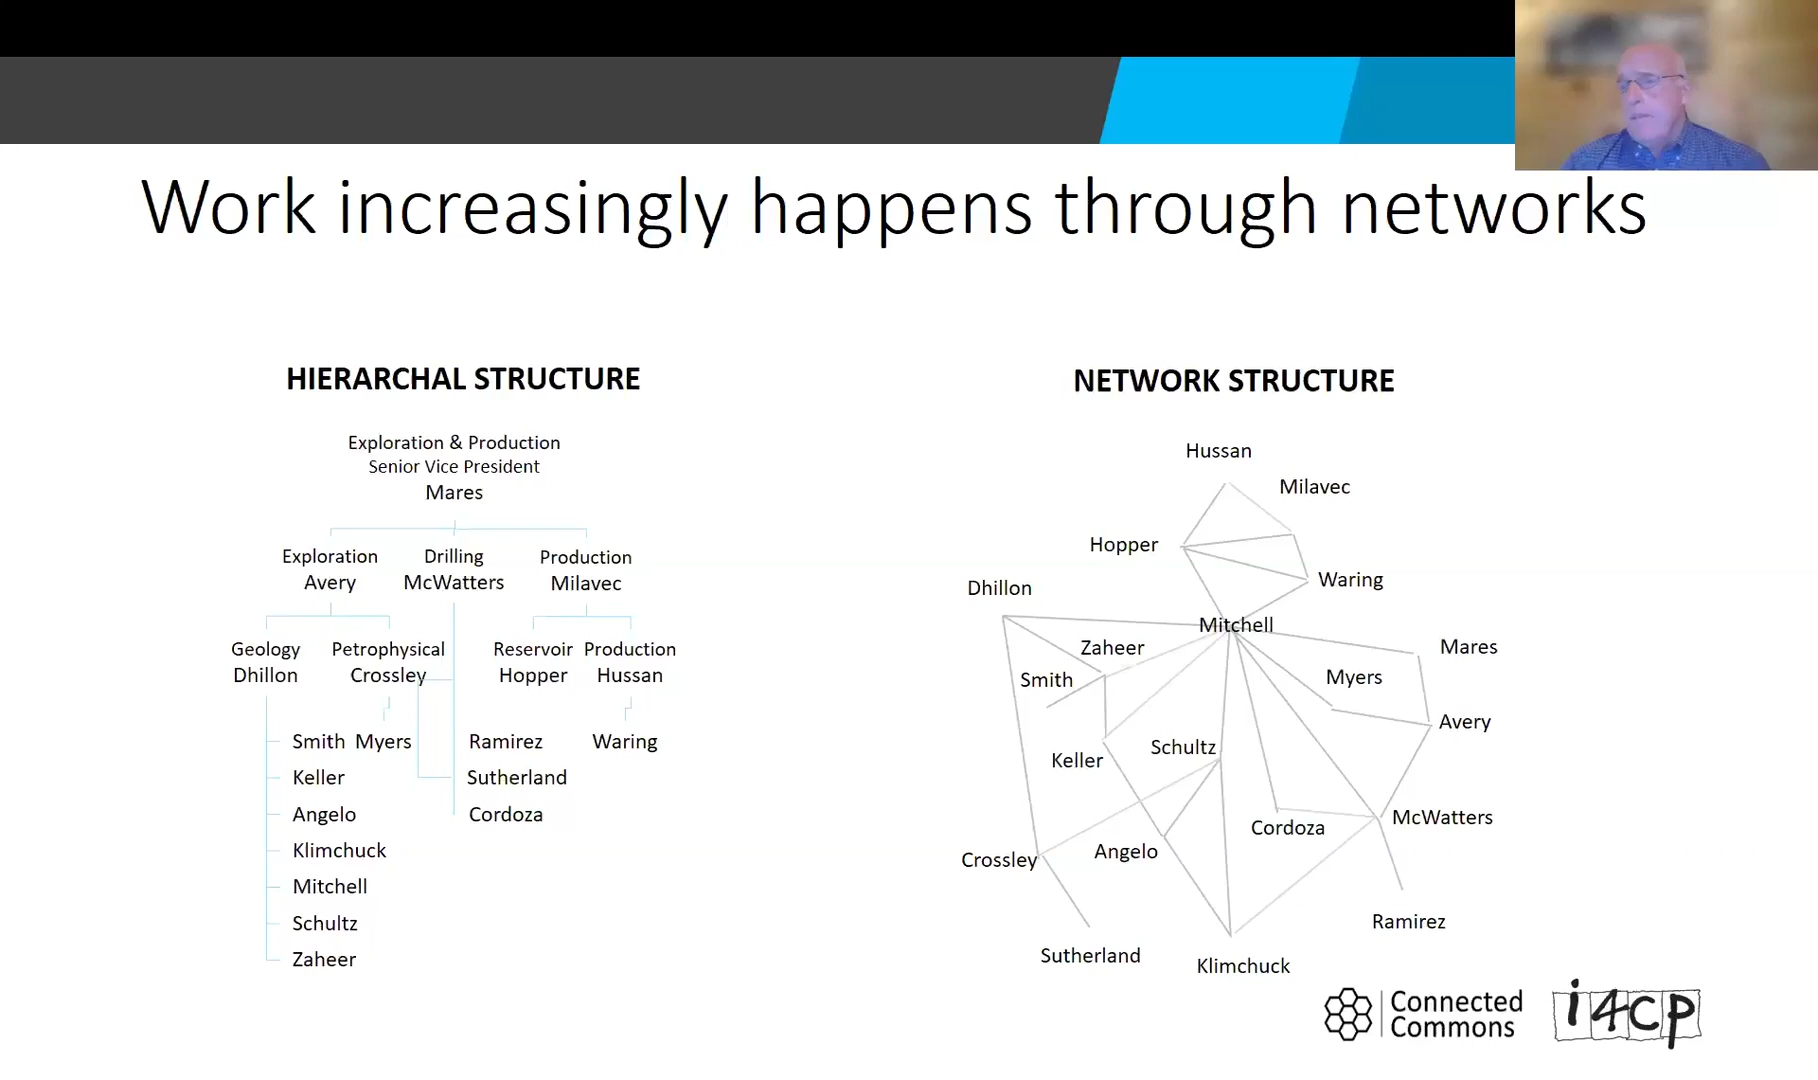 Work increasingly happens through networks
HIERARCHAL STRUCTURE
Exploration & Production
Senior Vice President
Mares
Exploration
Avery
Drilling
McWatters
Production
Milavec
Geology
Dhillon
Petrophysical
Crossley
Reservoir
Hopper
Production
Hussan
Smith
Myers
Ramirez
Waring
Keller
Sutherland
Angelo
Cordoza
Klimchuck
Mitchell
Schultz
Zaheer
NETWORK STRUCTURE
Hussan
Milavec
Hopper
Waring
Dhillon
Mitchell
Zaheer
Mares
Smith
Myers
Avery
Schultz
Keller
McWatters
Cordoza
Angelo
Crossley
Ramirez
Sutherland
Klimchuck
Connected
Commons
i4cp